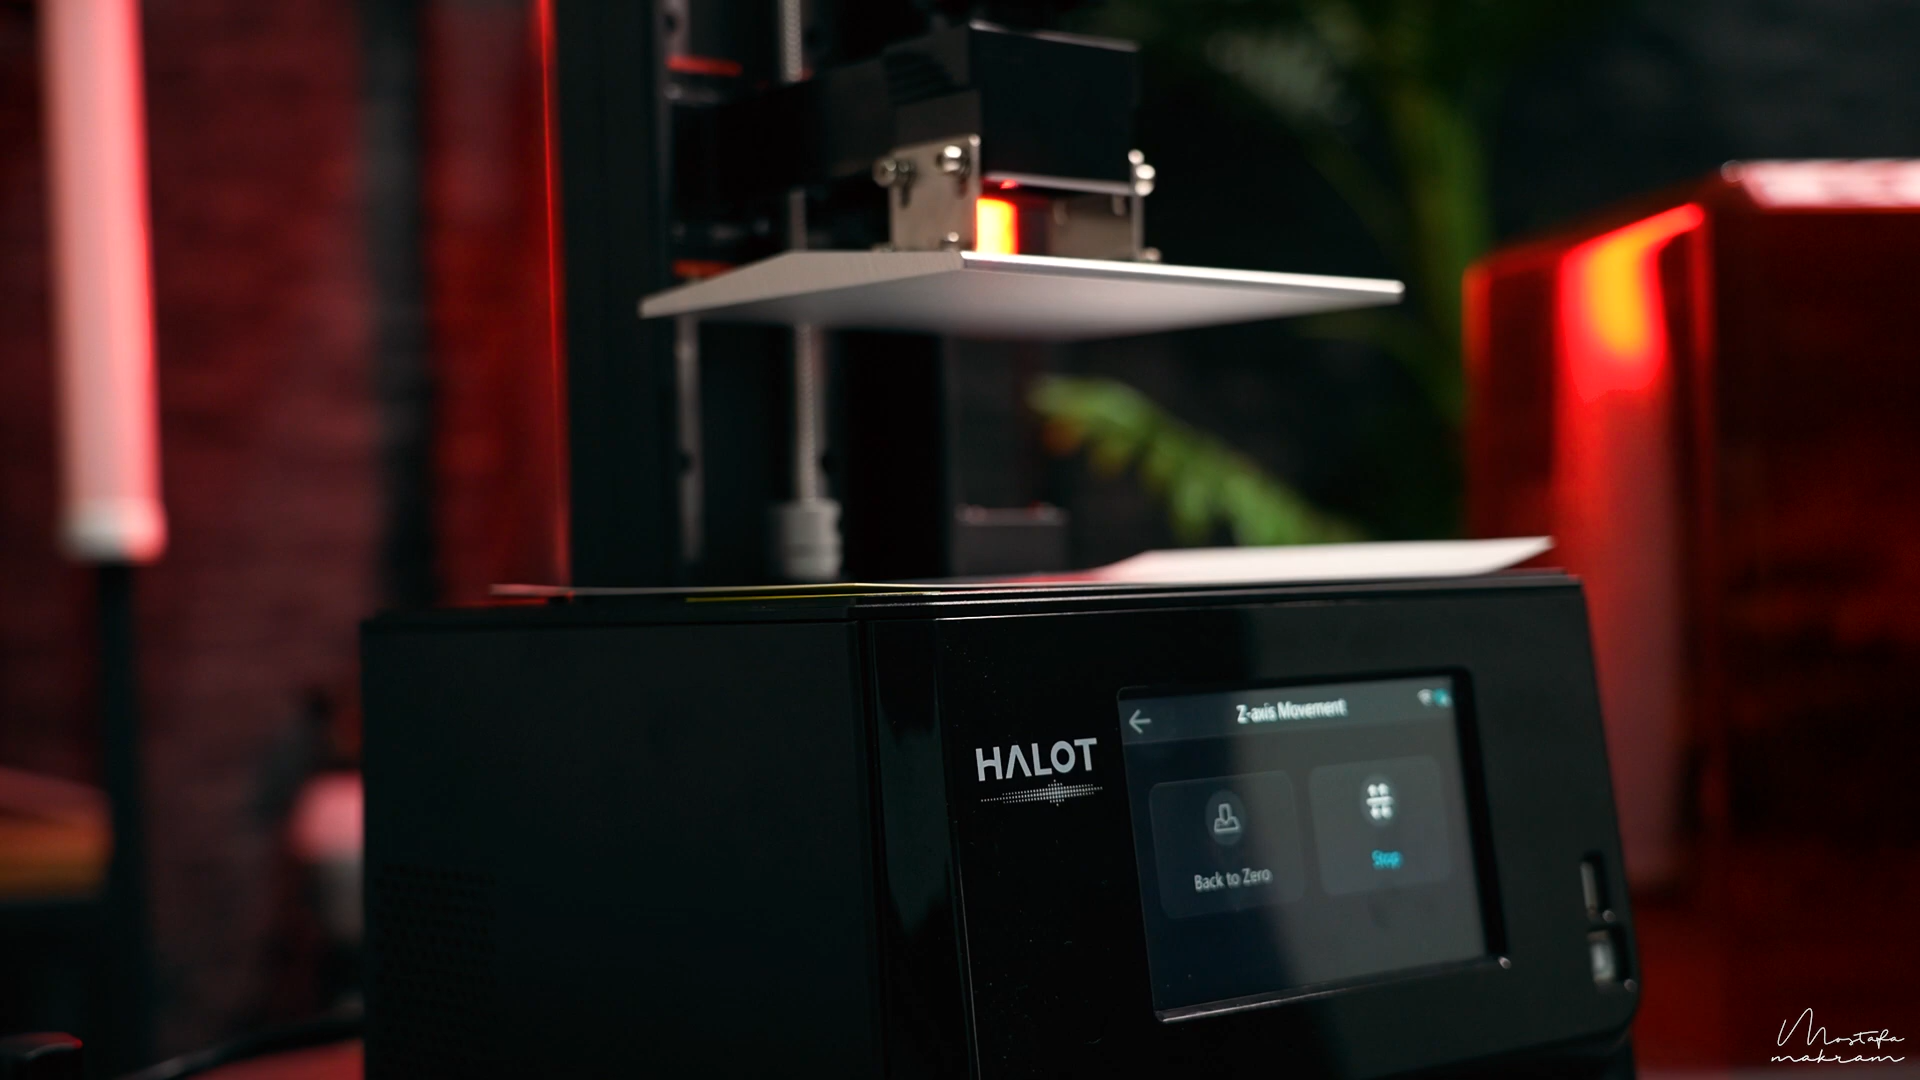 Z-axis Movement
HALOT
Back to Zero
Stop
Mostafa
makram